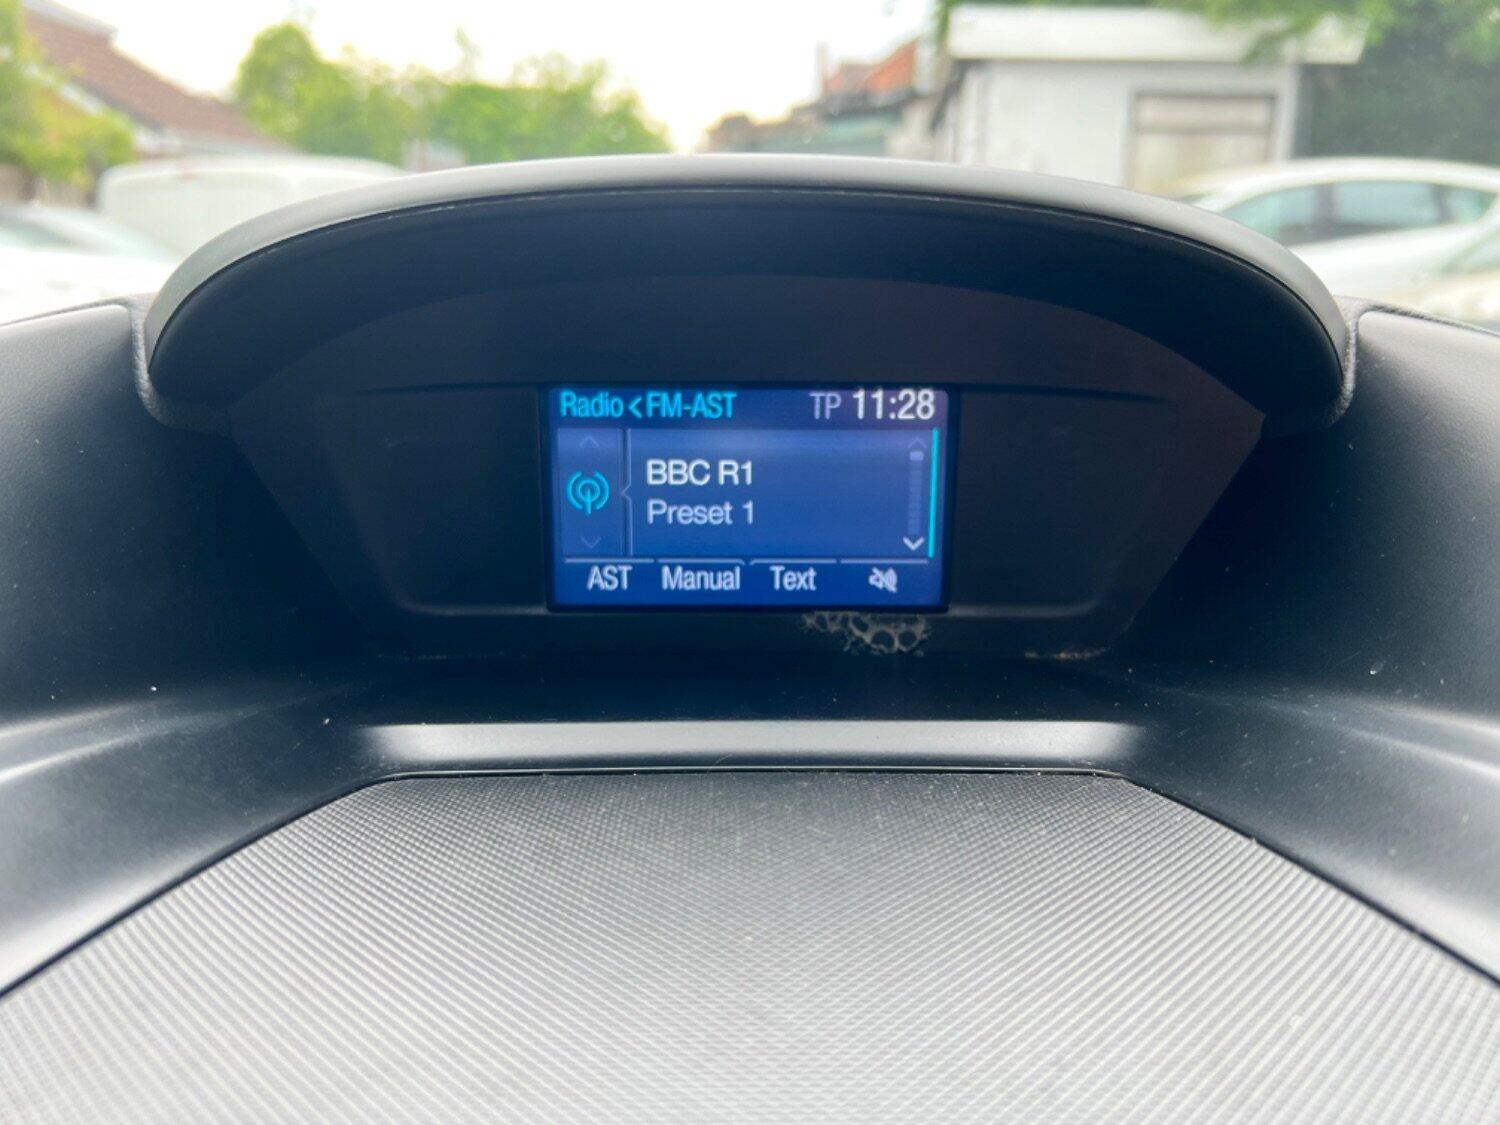 Radio < FM-AST TP 11:28
BBC R1
Preset 1
AST Manual Text